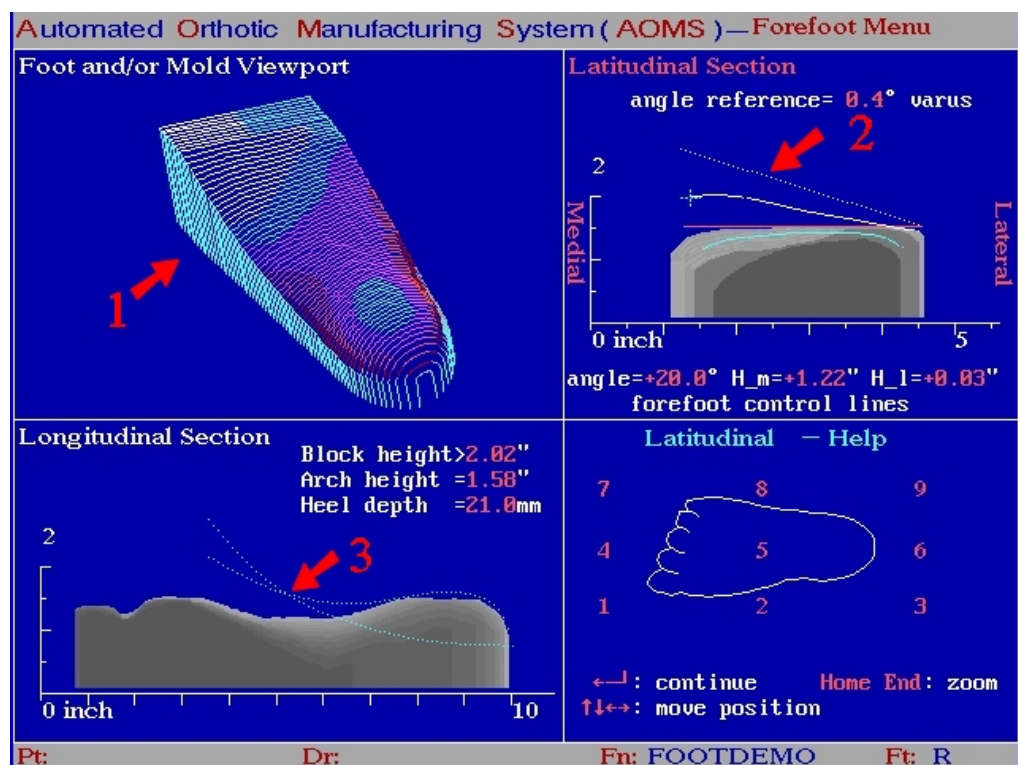 Automated Orthotic Manufacturing System ( AOMS )—Forefoot Menu
Foot and/or Mold Viewport
1
Latitudinal Section
angle reference= 0.4° varus
2
2
Medial
Lateral
0 inch
5
angle=+20.0° H_m=+1.22" H_l=+0.03"
forefoot control lines
Longitudinal Section
Block height>2.02"
Arch height =1.58"
Heel depth =21.0mm
2
3
0 inch
10
Latitudinal — Help
7 8 9
4 5 6
1 2 3
←┘: continue Home End: zoom
↑↓←→: move position
Pt: Dr: Fn: FOOTDEMO Ft: R